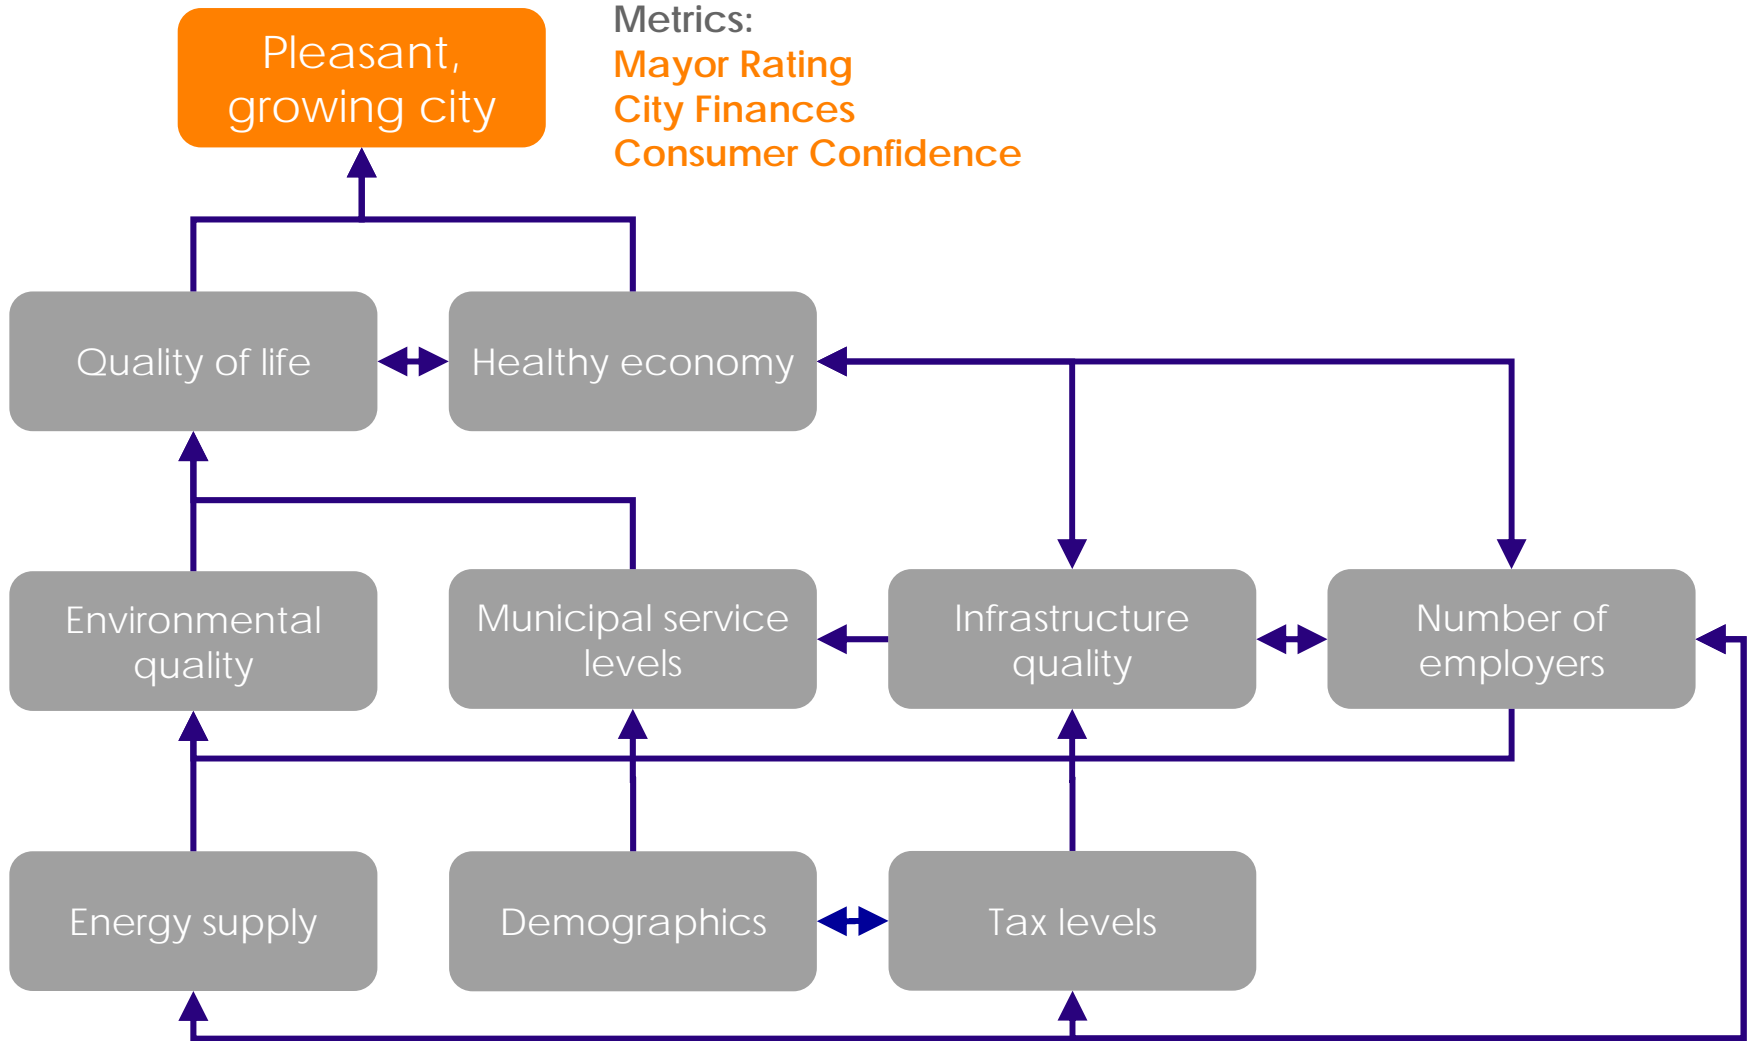 Pleasant,
growing city
Metrics:
Mayor Rating
City Finances
Consumer Confidence
Quality of life
Healthy economy
Environmental
quality
Municipal service
levels
Infrastructure
quality
Number of
employers
Energy supply
Demographics
Tax levels